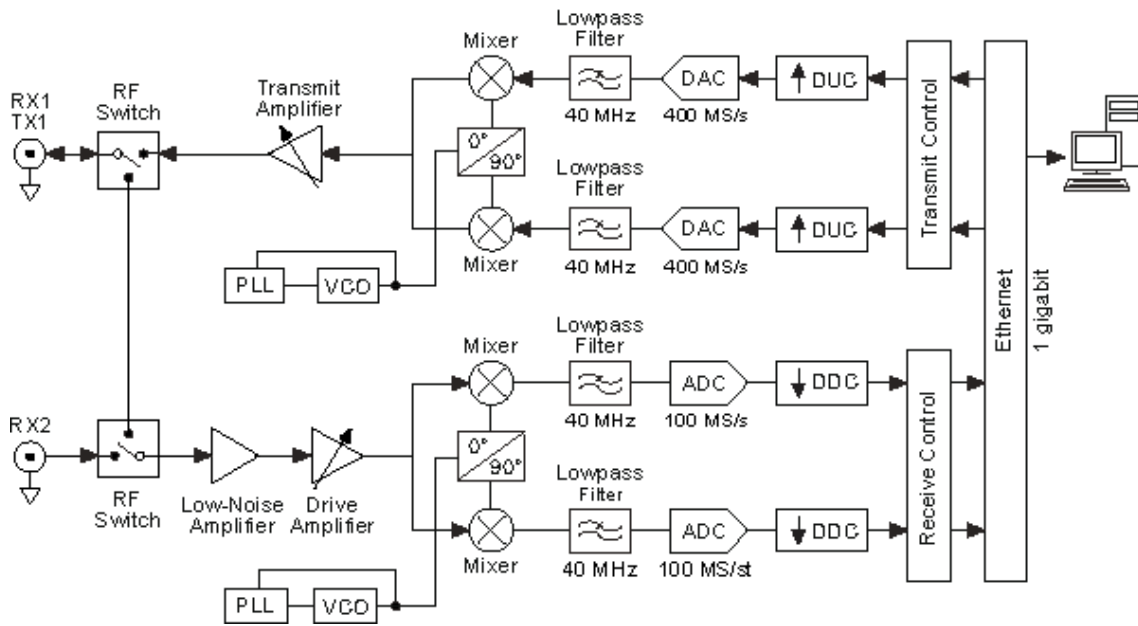 Lowpass
Filter
Mixer
RX1
TX1
RF
Switch
Transmit
Amplifier
40 MHz
DAC
400 MS/s
DUC
0°
90°
Lowpass
Filter
Mixer
40 MHz
DAC
400 MS/s
DUC
Transmit Control
PLL
VCO
Ethernet
1 gigabit
Lowpass
Filter
Mixer
40 MHz
ADC
100 MS/s
DDC
RX2
RF
Switch
Low-Noise
Amplifier
Drive
Amplifier
0°
90°
Lowpass
Filter
Mixer
40 MHz
ADC
100 MS/st
DDC
Receive Control
PLL
VCO